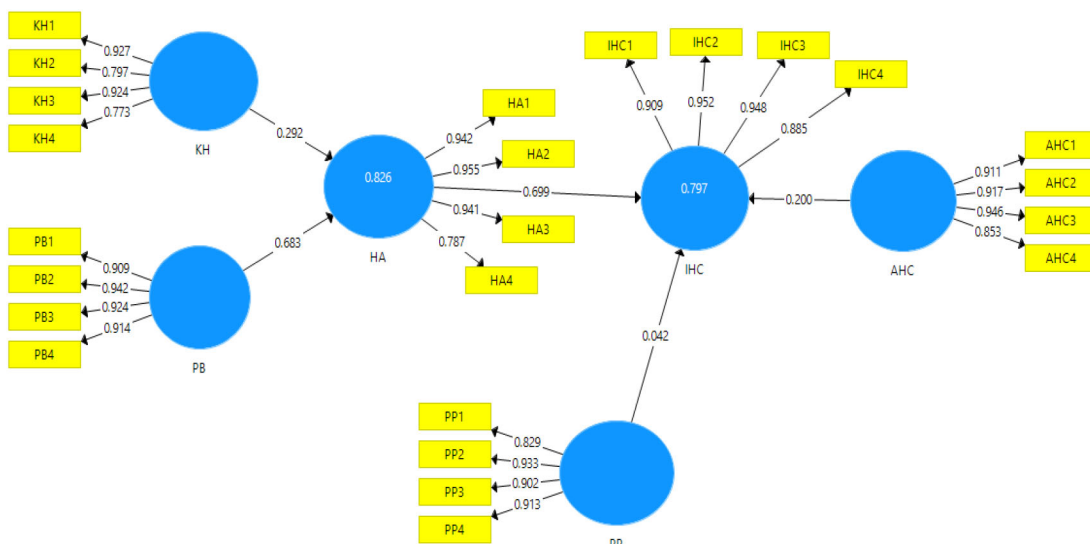 KH1
KH2
KH3
KH4
0.927
0.797
0.924
0.773
KH
0.292
PB1
PB2
PB3
PB4
0.909
0.942
0.924
0.914
PB
0.683
0.826
HA
HA1
HA2
HA3
HA4
0.942
0.955
0.941
0.787
0.699
IHC1
IHC2
IHC3
IHC4
0.909
0.952
0.948
0.885
0.797
IHC
0.200
AHC
AHC1
AHC2
AHC3
AHC4
0.911
0.917
0.946
0.853
0.042
PP1
PP2
PP3
PP4
0.829
0.933
0.902
0.913